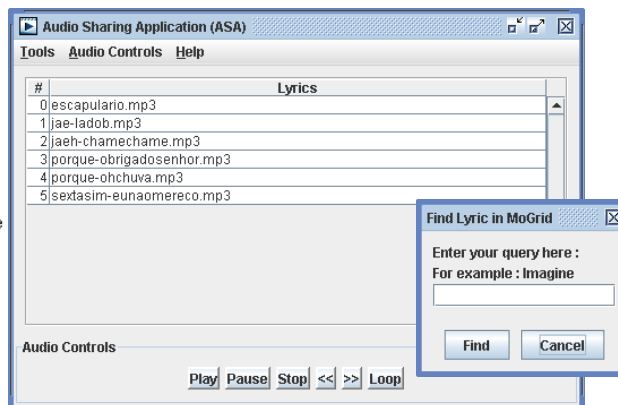 Audio Sharing Application (ASA)
Tools Audio Controls Help
# Lyrics
0 escapulario.mp3
1 jae-ladob.mp3
2 jaeh-chamechame.mp3
3 porque-obrigadosenhor.mp3
4 porque-ohchuva.mp3
5 sextasim-eunaomereco.mp3
e
Find Lyric in MoGrid
Enter your query here :
For example : Imagine
Find Cancel
Audio Controls
Play Pause Stop << >> Loop